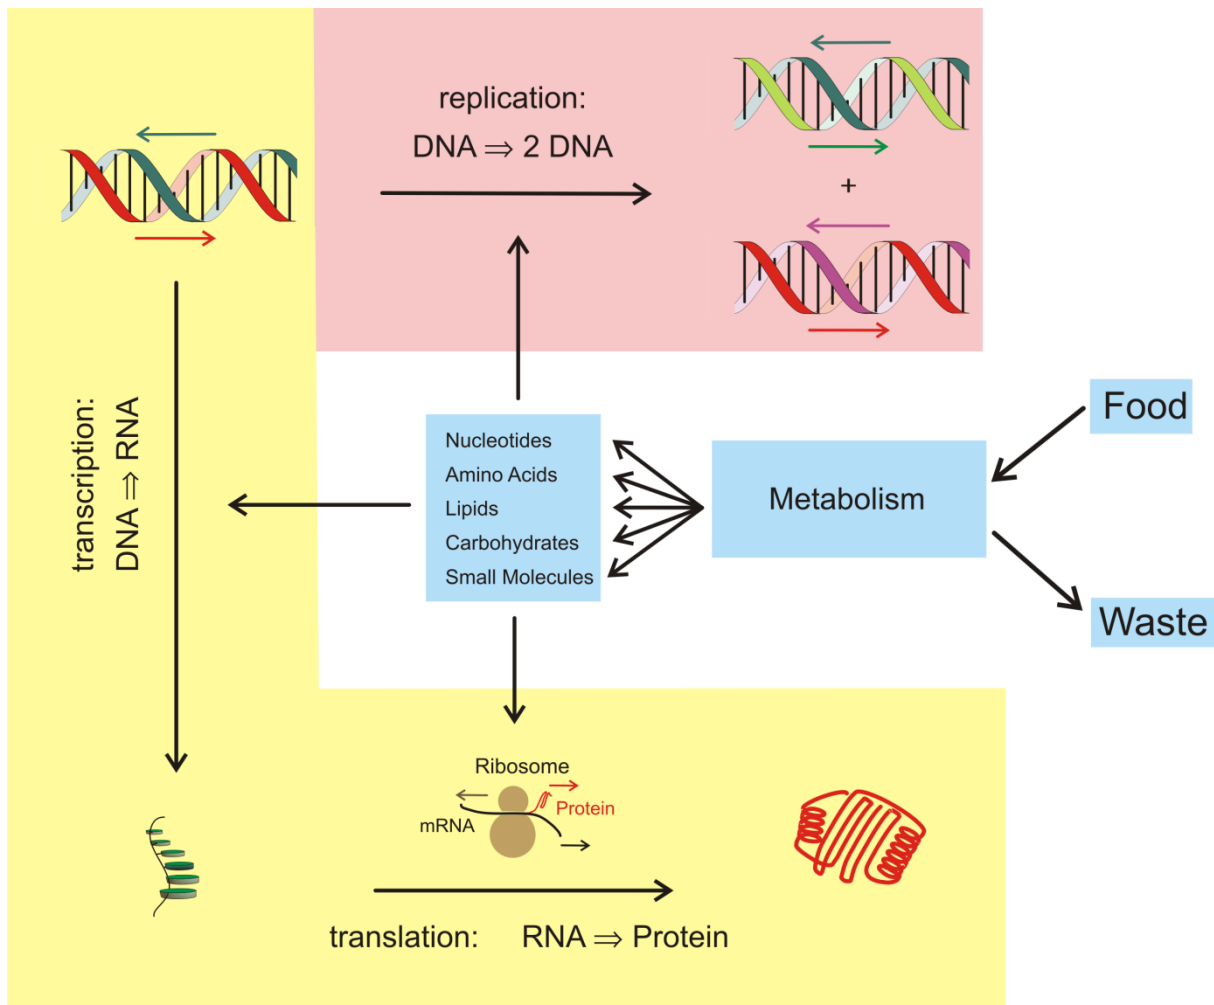 replication:
DNA ⇒ 2 DNA
+
transcription:
DNA ⇒ RNA
Nucleotides
Amino Acids
Lipids
Carbohydrates
Small Molecules
Metabolism
Food
Waste
Ribosome
Protein
mRNA
translation: RNA ⇒ Protein